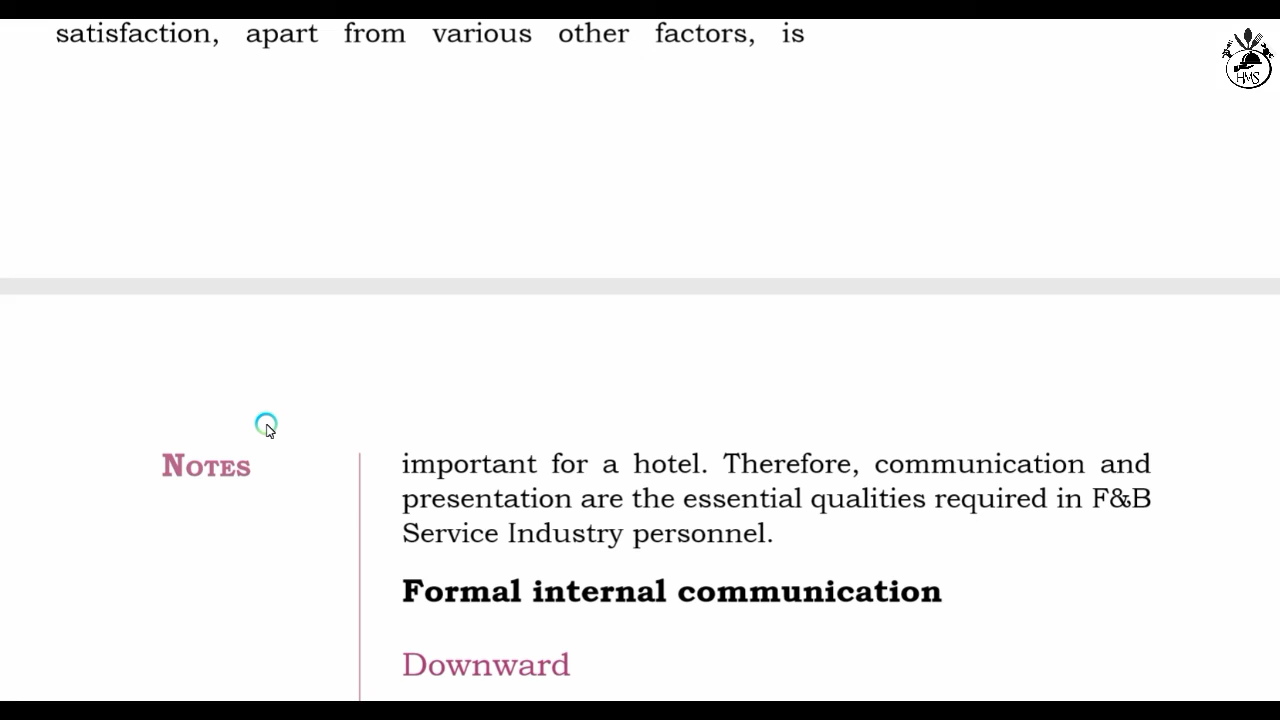 satisfaction, apart from various other factors, is
HMS
NOTES
important for a hotel. Therefore, communication and
presentation are the essential qualities required in F&B
Service Industry personnel.
Formal internal communication
Downward